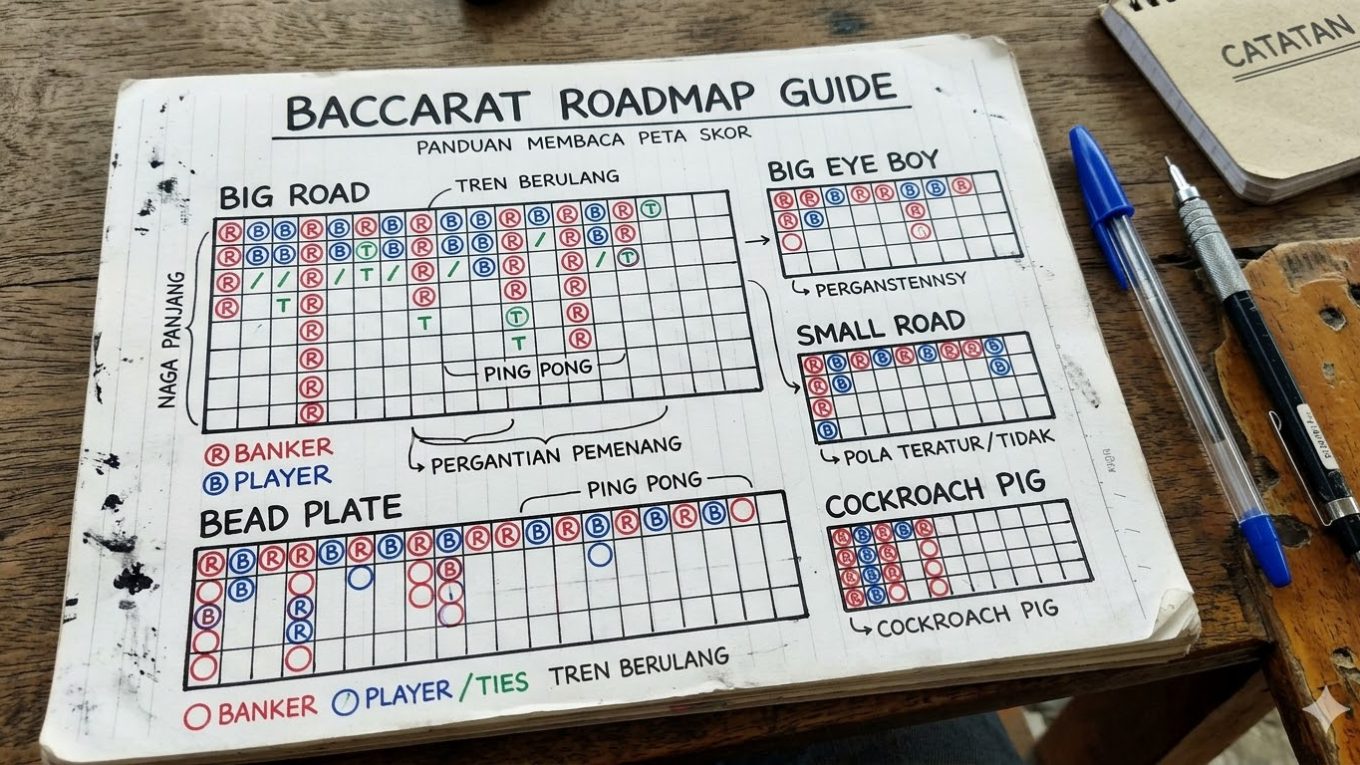 BACCARAT ROADMAP GUIDE
PANDUAN MEMBACA PETA SKOR
CATATAN
BIG ROAD
TREN BERULANG
NAGA PANJANG
R B B R B R B R B B R B R B R T
R B B R B T B R B B R / R B R
R / / R / T / R / B R R / T
R T R R R R
R T T R
R T R
R
R
PING PONG
Ⓡ BANKER
Ⓑ PLAYER
PERGANTIAN PEMENANG
BIG EYE BOY
R R B R R B B R
R B R
PERGANSTENNSY
SMALL ROAD
R B R B R B R R B
R B B
R
B
POLA TERATUR/TIDAK
BEAD PLATE
PING PONG
R B R R B R B R B R R B R B R B R B
B B
B R
R
○ BANKER ○ PLAYER / TIES TREN BERULANG
COCKROACH PIG
R B R B R
R B R
R B R
R B
COCKROACH PIG